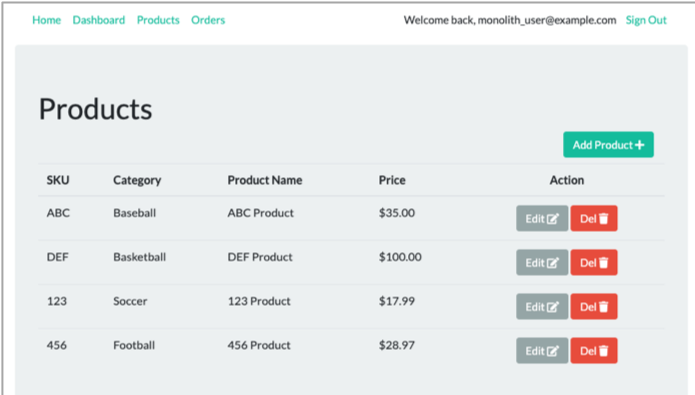 Home Dashboard Products Orders Welcome back, monolith_user@example.com Sign Out
Products
Add Product
SKU Category Product Name Price Action
ABC Baseball ABC Product $35.00 Edit Del
DEF Basketball DEF Product $100.00 Edit Del
123 Soccer 123 Product $17.99 Edit Del
456 Football 456 Product $28.97 Edit Del